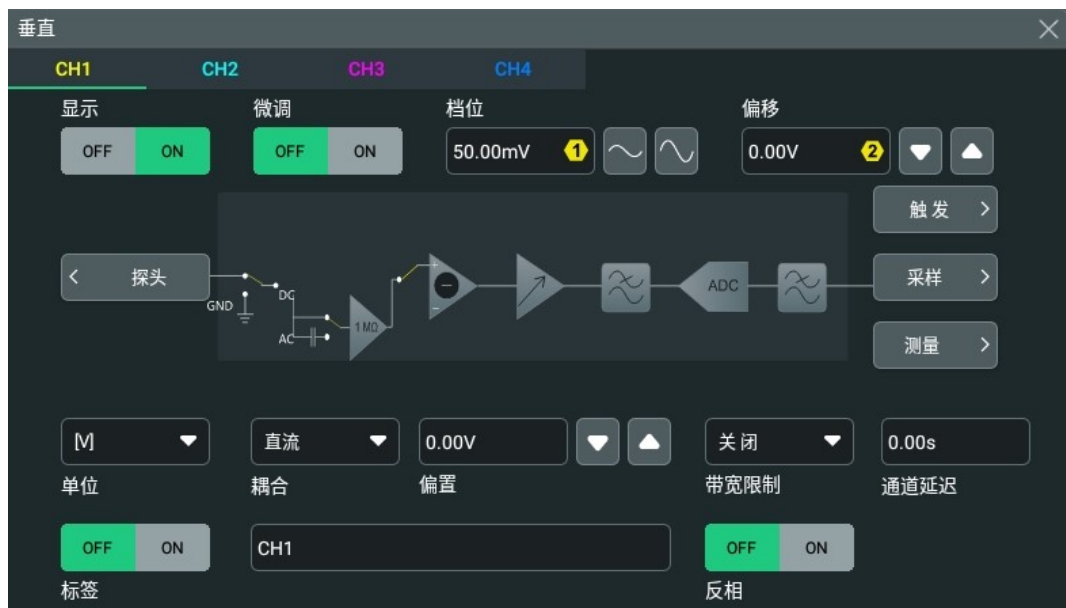 垂直
CH1 CH2 CH3 CH4
显示 微调 档位 偏移
OFF ON OFF ON 50.00mV 1 0.00V 2
触发
探头 采样
GND DC ADC
1 MΩ
AC
测量
[V] 直流 0.00V 关闭 0.00s
单位 耦合 偏置 带宽限制 通道延迟
OFF ON CH1 OFF ON
标签 反相